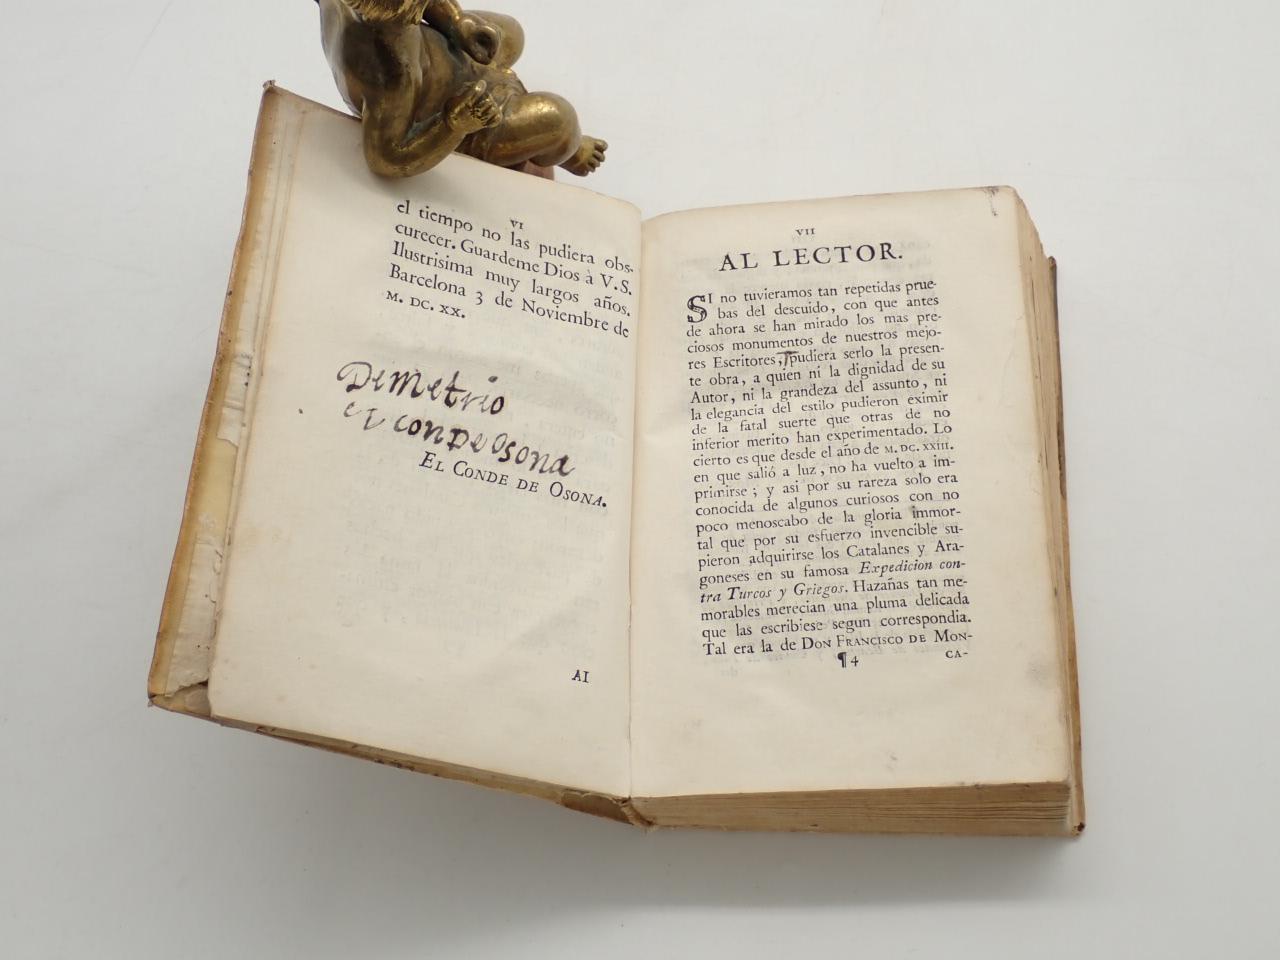 VI
el tiempo no las pudiera obs-
curecer. Guardeme Dios à V.S.
Ilustrisima muy largos años.
Barcelona 3 de Noviembre de
M. DC. XX.
Demetrio
el conde Osona
EL CONDE DE OSONA.
AI
VII
AL LECTOR.
SI no tuvieramos tan repetidas prue-
bas del descuido, con que antes
de ahora se han mirado los mas pre-
ciosos monumentos de nuestros mejo-
res Escritores, pudiera serlo la presen-
te obra, a quien ni la dignidad de su
Autor, ni la grandeza del assunto, ni
la elegancia del estilo pudieron eximir
de la fatal suerte que otras de no
inferior merito han experimentado. Lo
cierto es que desde el año de M. DC. XXIII.
en que salió a luz, no ha vuelto a im-
primirse; y asi por su rareza solo era
conocida de algunos curiosos con no
poco menoscabo de la gloria immor-
tal que por su esfuerzo invencible su-
pieron adquirirse los Catalanes y Ara-
goneses en su famosa Expedicion con-
tra Turcos y Griegos. Hazañas tan me-
morables merecian una pluma delicada
que las escribiese segun correspondia.
Tal era la de DON FRANCISCO DE MON-
¶4 CA-